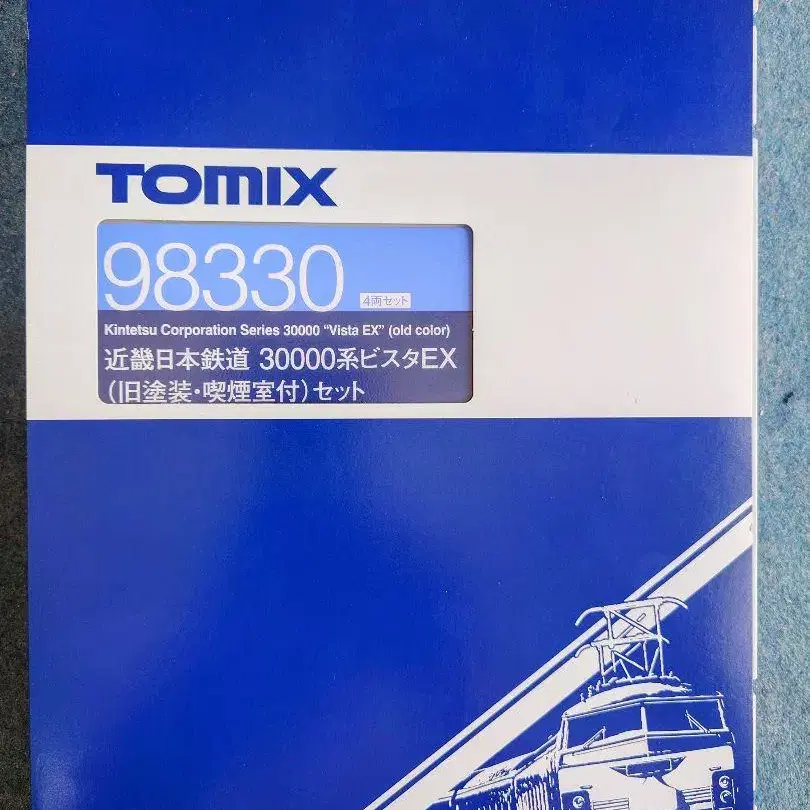 TOMIX
98330
4両セット
Kintetsu Corporation Series 30000 "Vista EX" (old color)
近畿日本鉄道 30000系ビスタEX
(旧塗装・喫煙室付)セット